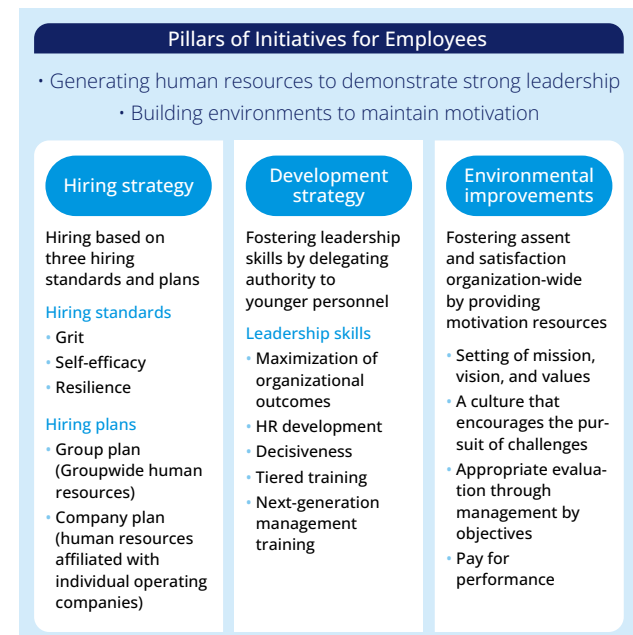 Pillars of Initiatives for Employees
• Generating human resources to demonstrate strong leadership
• Building environments to maintain motivation
Hiring strategy
Hiring based on
three hiring
standards and plans
Hiring standards
• Grit
• Self-efficacy
• Resilience
Hiring plans
• Group plan
(Groupwide human
resources)
• Company plan
(human resources
affiliated with
individual operating
companies)
Development
strategy
Fostering leadership
skills by delegating
authority to
younger personnel
Leadership skills
• Maximization of
organizational
outcomes
• HR development
• Decisiveness
• Tiered training
• Next-generation
management
training
Environmental
improvements
Fostering assent
and satisfaction
organization-wide
by providing
motivation resources
• Setting of mission,
vision, and values
• A culture that
encourages the pur-
suit of challenges
• Appropriate evalua-
tion through
management by
objectives
• Pay for
performance